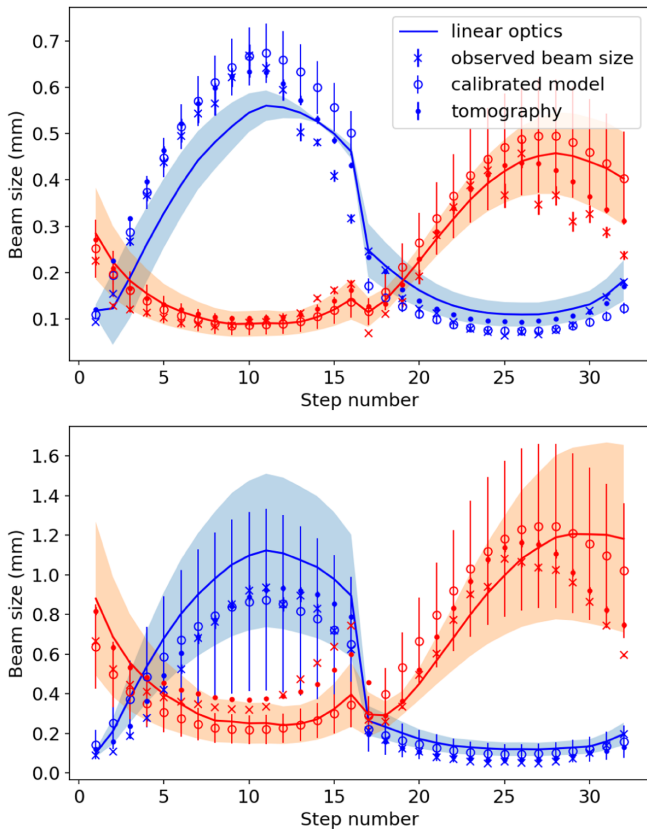 0.7
0.6
0.5
0.4
0.3
0.2
0.1
Beam size (mm)
linear optics
observed beam size
calibrated model
tomography
0 5 10 15 20 25 30
Step number
1.6
1.4
1.2
1.0
0.8
0.6
0.4
0.2
0.0
Beam size (mm)
0 5 10 15 20 25 30
Step number